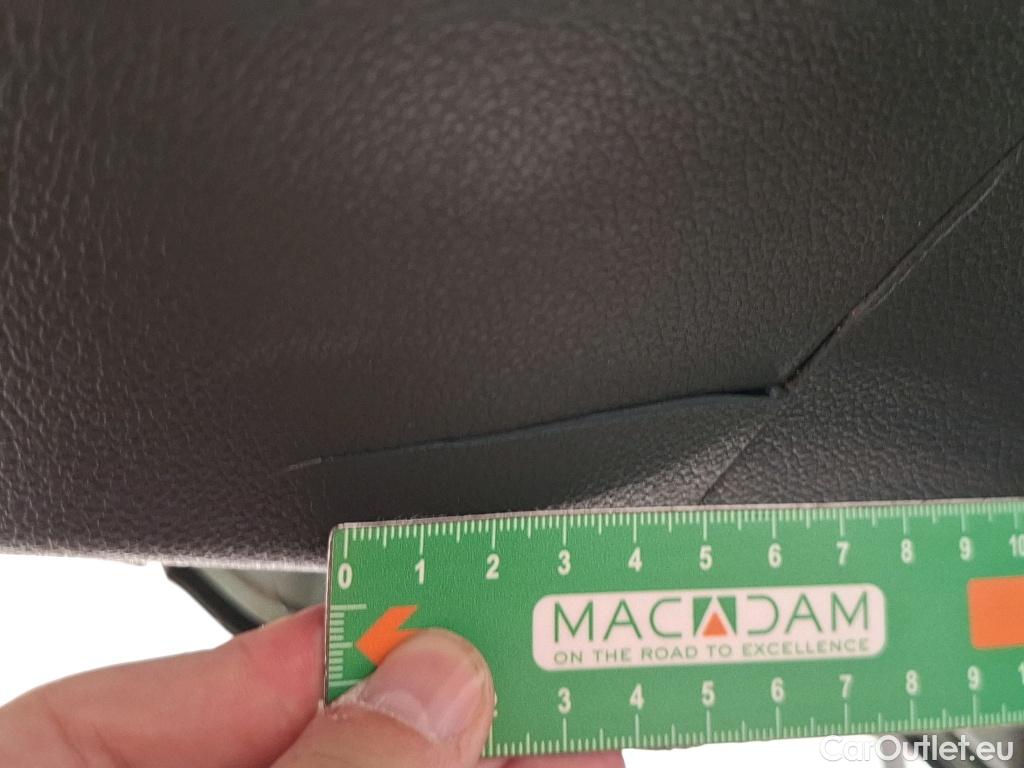 0 1 2 3 4 5 6 7 8 9 10
MACADAM
ON THE ROAD TO EXCELLENCE
3 4 5 6 7 8 9
CarOutlet.eu